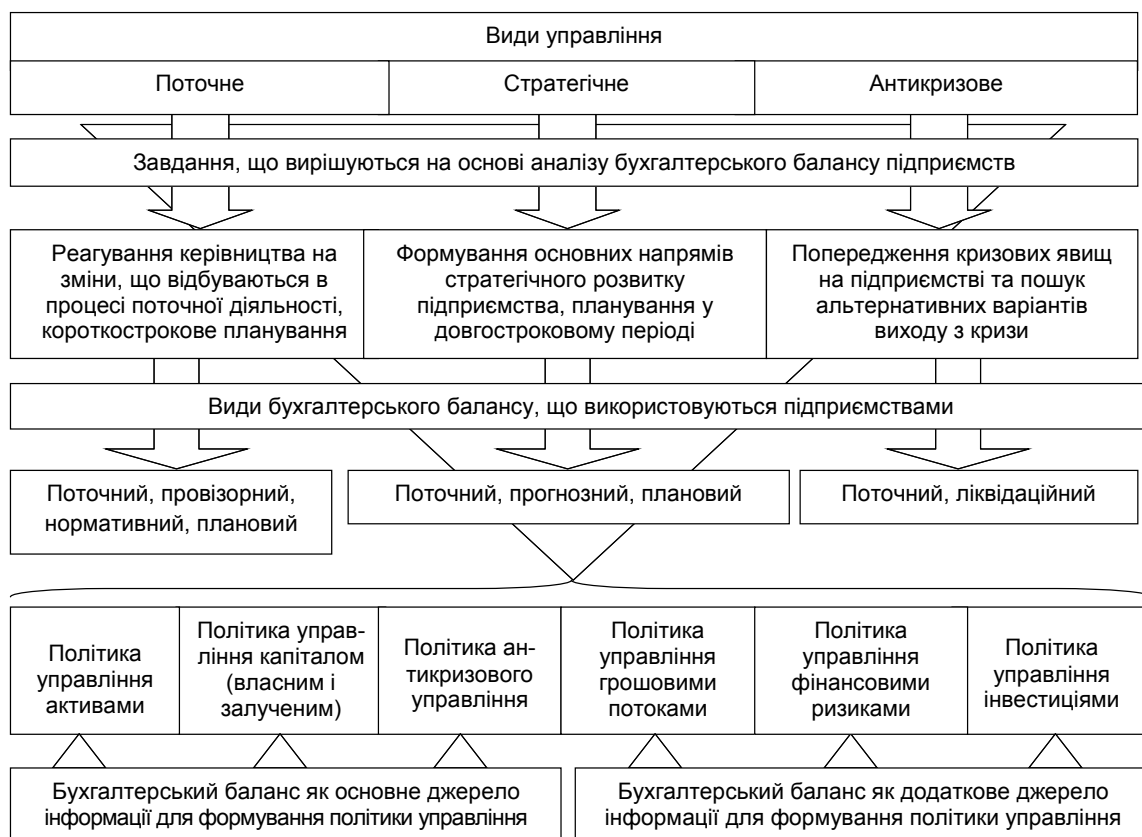 Види управління
Поточне
Стратегічне
Антикризове
Завдання, що вирішуються на основі аналізу бухгалтерського балансу підприємств
Реагування керівництва на
зміни, що відбуваються в
процесі поточної діяльності,
короткострокове планування
Формування основних напрямів
стратегічного розвитку
підприємства, планування у
довгостроковому періоді
Попередження кризових явищ
на підприємстві та пошук
альтернативних варіантів
виходу з кризи
Види бухгалтерського балансу, що використовуються підприємствами
Поточний, провізорний,
нормативний, плановий
Поточний, прогнозний, плановий
Поточний, ліквідаційний
Політика
управління
активами
Політика управ-
ління капіталом
(власним і
залученим)
Політика ан-
тикризового
управління
Політика
управління
грошовими
потоками
Політика
управління
фінансовими
ризиками
Політика
управління
інвестиціями
Бухгалтерський баланс як основне джерело
інформації для формування політики управління
Бухгалтерський баланс як додаткове джерело
інформації для формування політики управління